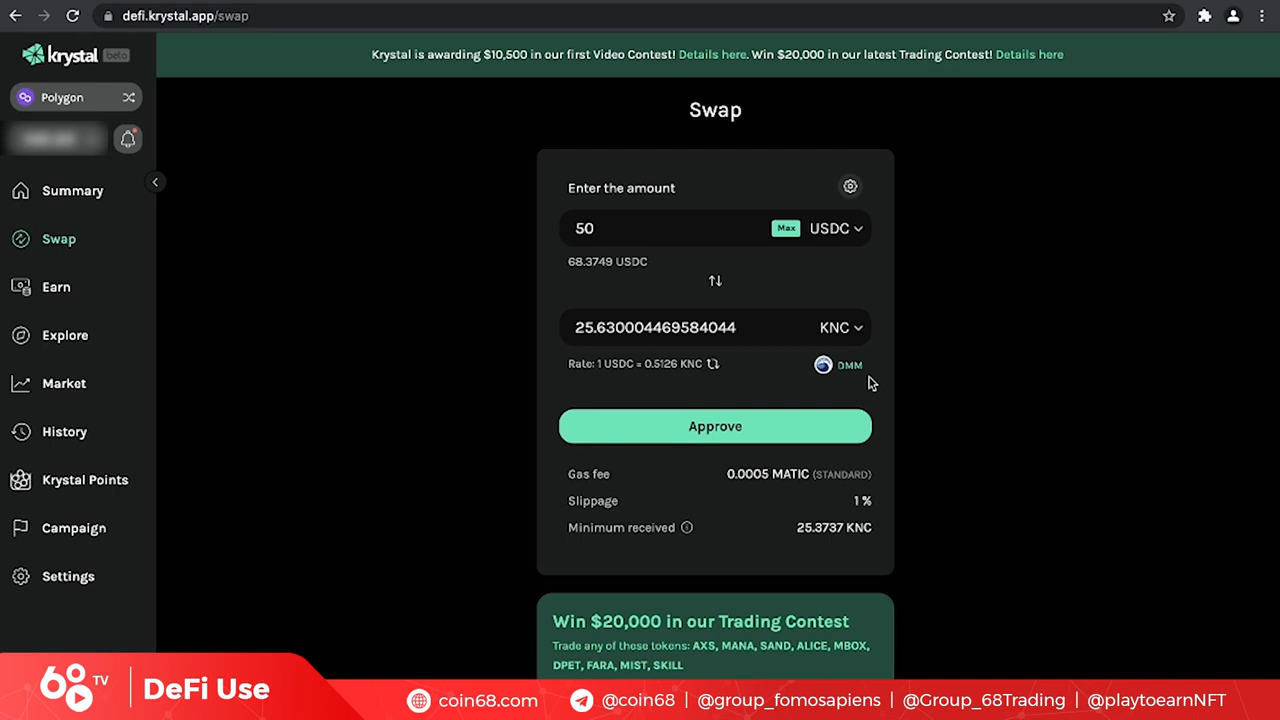 defi.krystal.app/swap
krystal beta
Krystal is awarding $10,500 in our first Video Contest! Details here. Win $20,000 in our latest Trading Contest! Details here
Polygon
Summary
Swap
Earn
Explore
Market
History
Krystal Points
Campaign
Settings
Swap
Enter the amount
50 Max USDC
68.3749 USDC
25.630004469584044 KNC
Rate: 1 USDC = 0.5126 KNC DMM
Approve
Gas fee 0.0005 MATIC (STANDARD)
Slippage 1 %
Minimum received 25.3737 KNC
Win $20,000 in our Trading Contest
Trade any of these tokens: AXS, MANA, SAND, ALICE, MBOX,
DPET, FARA, MIST, SKILL
68 TV DeFi Use
coin68.com @coin68 | @group_fomosapiens | @Group_68Trading | @playtoearnNFT